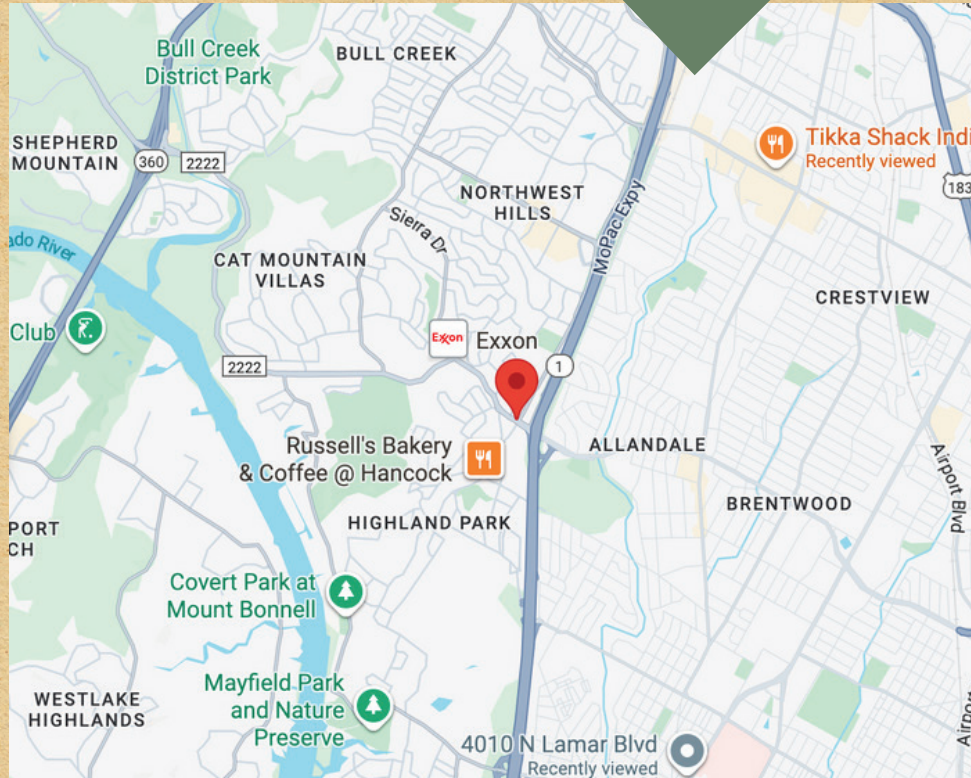 Bull Creek
District Park
BULL CREEK
SHEPHERD
MOUNTAIN
360
2222
Tikka Shack Indi
Recently viewed
183
NORTHWEST
HILLS
MoPac Expy
Sierra Dr
ado River
CAT MOUNTAIN
VILLAS
CRESTVIEW
Club
Exxon
Exxon
2222
1
Russell's Bakery
& Coffee @ Hancock
ALLANDALE
Airport Blvd
BRENTWOOD
HIGHLAND PARK
PORT
CH
Covert Park at
Mount Bonnell
Mayfield Park
and Nature
Preserve
WESTLAKE
HIGHLANDS
4010 N Lamar Blvd
Recently viewed
Airport